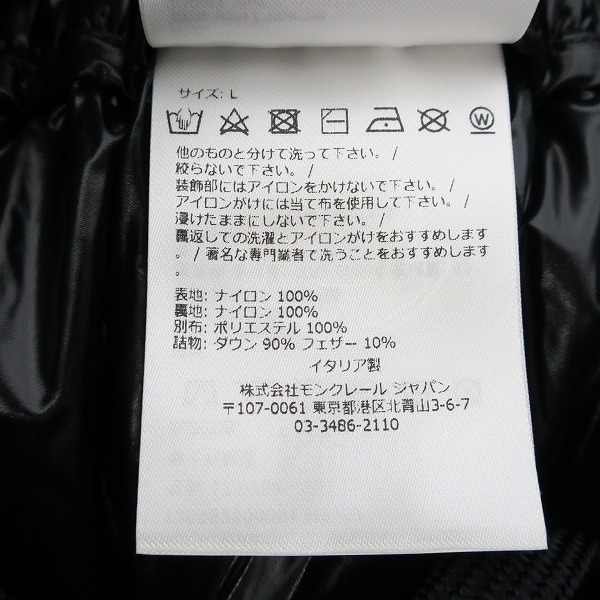 サイズ: L
他のものと分けて洗って下さい。 /
絞らないで下さい。 /
装飾部にはアイロンをかけないで下さい。 /
アイロンがけには当て布を使用して下さい。 /
浸けたままにしないで下さい。 /
裏返しての洗濯とアイロンがけをおすすめします
。 / 著名な専門業者で洗うことをおすすめします
。
表地: ナイロン 100%
裏地: ナイロン 100%
別布: ポリエステル 100%
詰物: ダウン 90% フェザー 10%
イタリア製
株式会社モンクレール ジャパン
〒107-0061 東京都港区北青山3-6-7
03-3486-2110
W